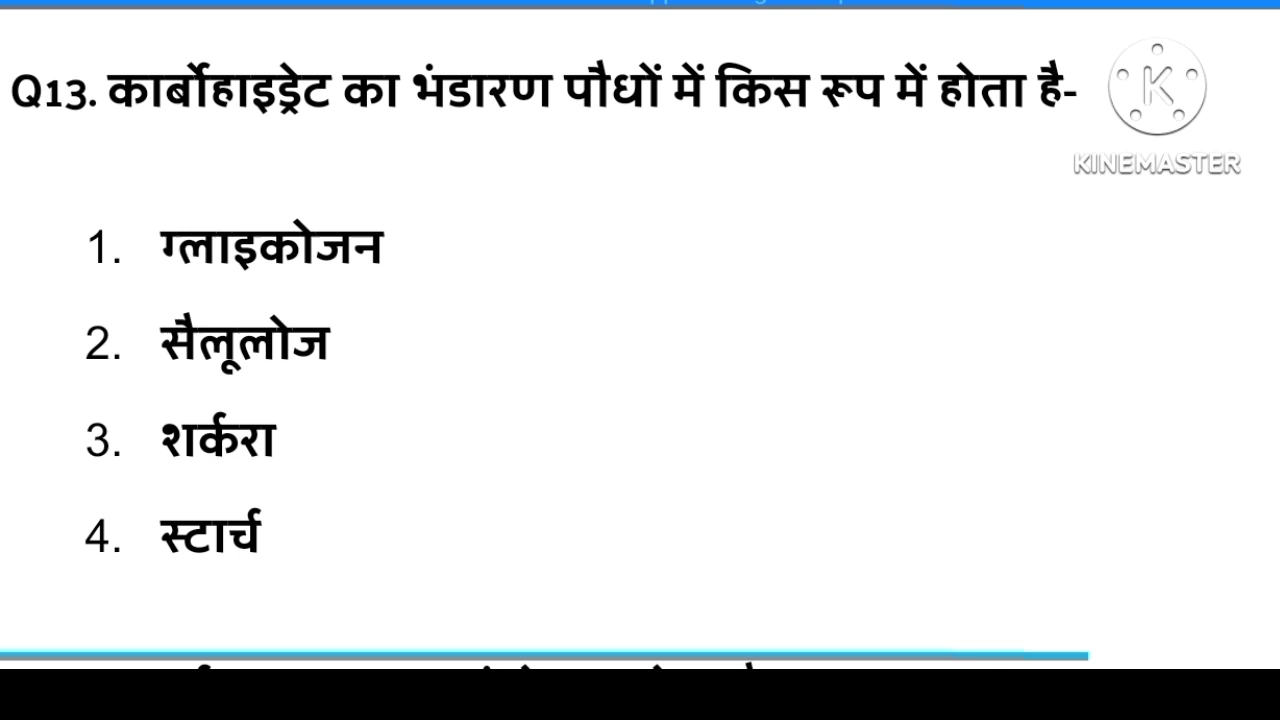 Q13. कार्बोहाइड्रेट का भंडारण पौधों में किस रूप में होता है-
K
KINEMASTER
1. ग्लाइकोजन
2. सैलूलोज
3. शर्करा
4. स्टार्च